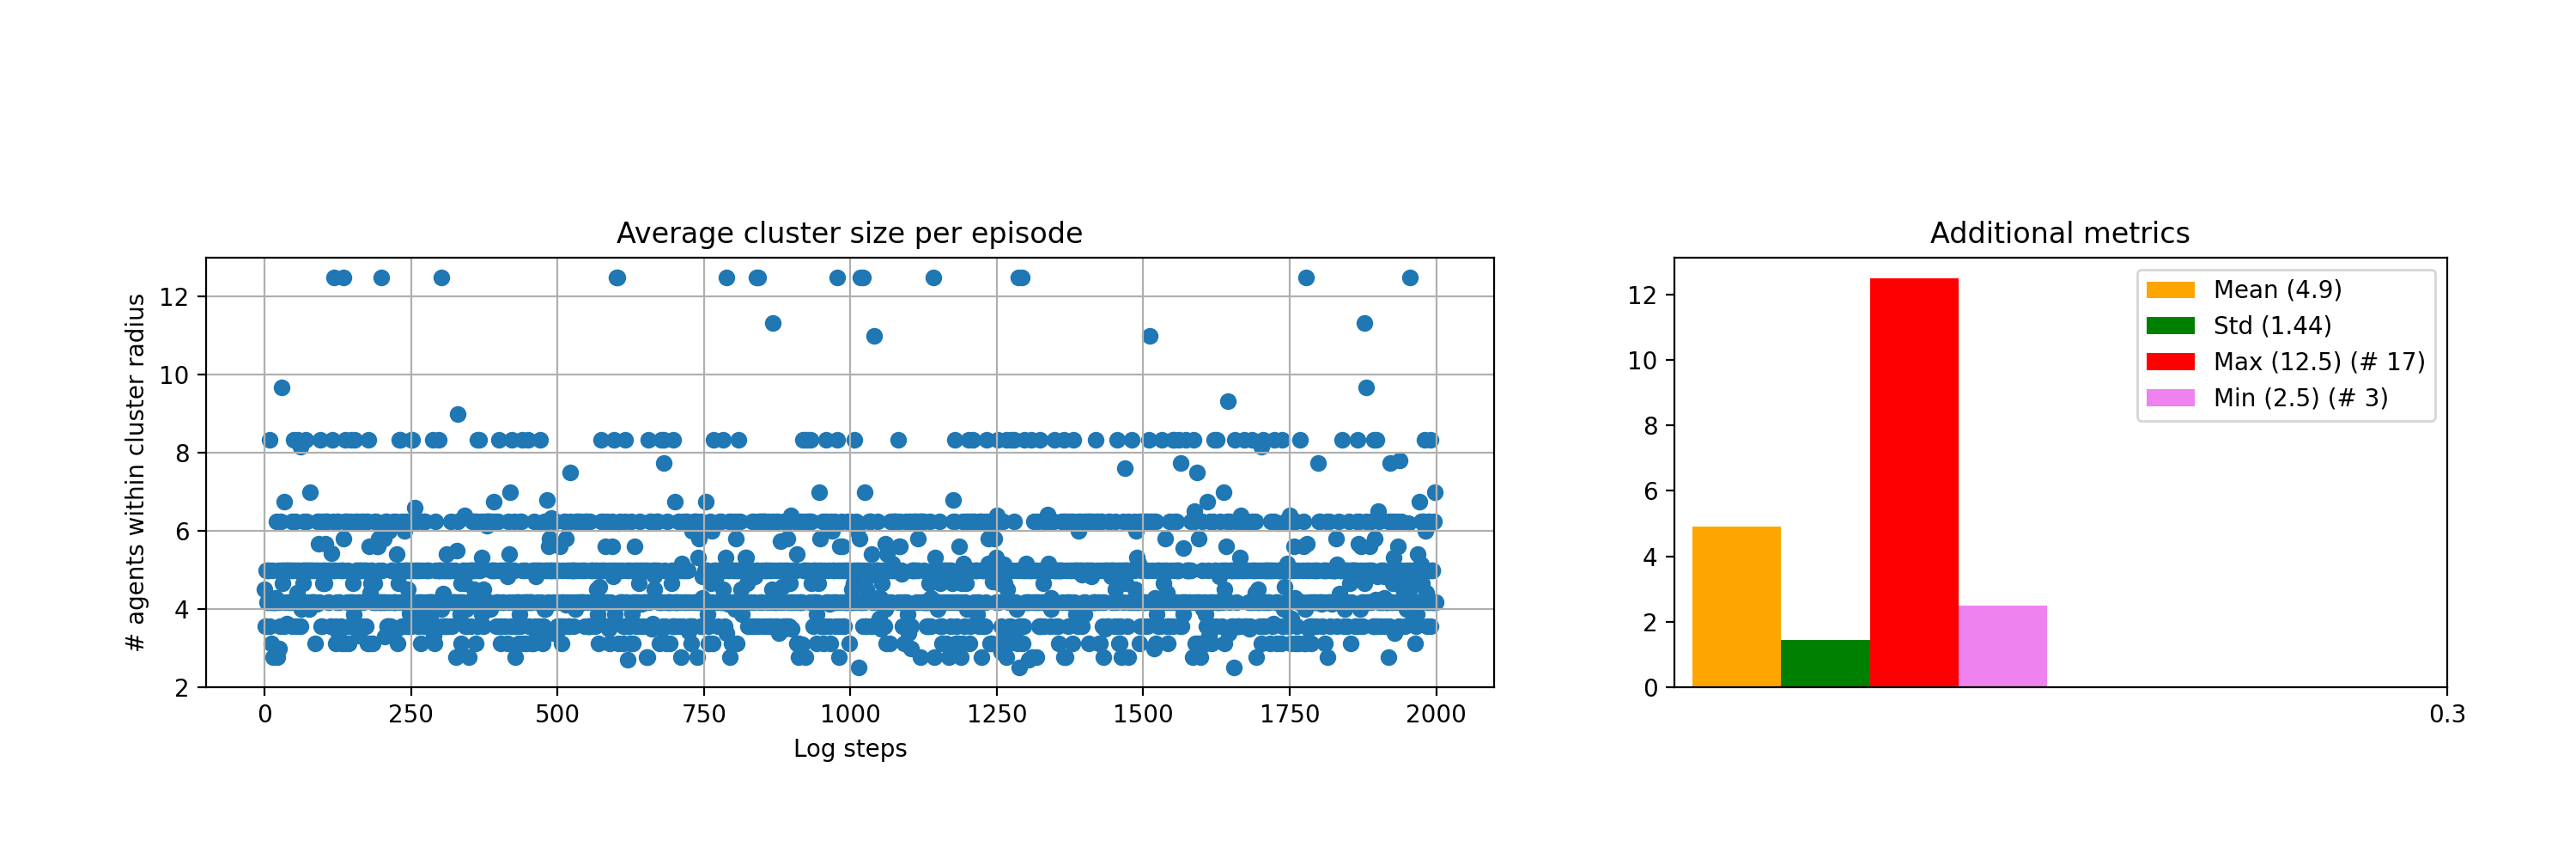 Average cluster size per episode
# agents within cluster radius
12
10
8
6
4
2
0 250 500 750 1000 1250 1500 1750 2000
Log steps
Additional metrics
12
10
8
6
4
2
0
0.3
Mean (4.9)
Std (1.44)
Max (12.5) (# 17)
Min (2.5) (# 3)